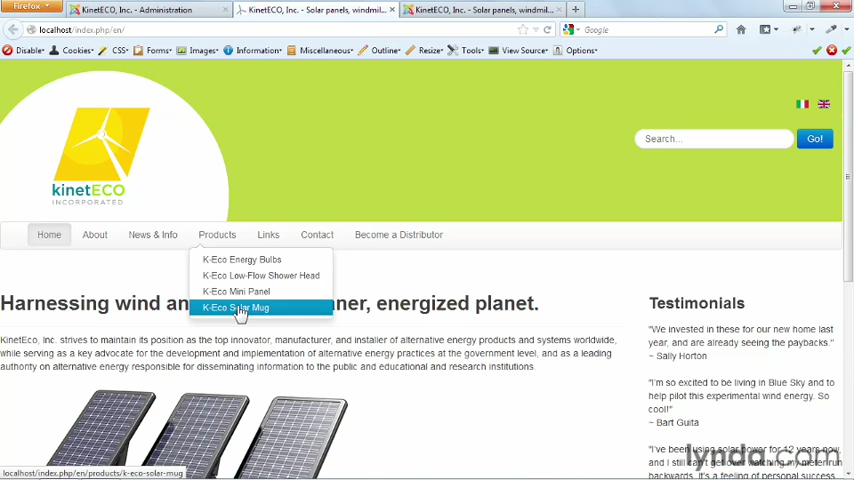 Firefox
KinetECO, Inc. - Administration
KinetECO, Inc. - Solar panels, windmil...
KinetECO, Inc. - Solar panels, windmill...
localhost/index.php/en/
Google
Disable Cookies CSS Forms Images Information Miscellaneous Outline Resize Tools View Source Options
kinetECO
INCORPORATED
Search...
Go!
Home About News & Info Products Links Contact Become a Distributor
K-Eco Energy Bulbs
K-Eco Low-Flow Shower Head
K-Eco Mini Panel
K-Eco Solar Mug
Harnessing wind an
ner, energized planet.
KinetEco, Inc. strives to maintain its position as the top innovator, manufacturer, and installer of alternative energy products and systems worldwide,
while serving as a key advocate for the development and implementation of alternative energy practices at the government level, and as a leading
authority on alternative energy responsible for disseminating information to the public and educational and research institutions.
Testimonials
"We invested in these for our new home last
year, and are already seeing the paybacks."
~ Sally Horton
"I'm so excited to be living in Blue Sky and to
help pilot this experimental wind energy. So
cool!"
~ Bart Guita
"I've been using solar power for 12 years now,
and I still can't get over watching my meter run
backwards. It's a feeling of personal success
lynda.com
localhost/index.php/en/products/k-eco-solar-mug